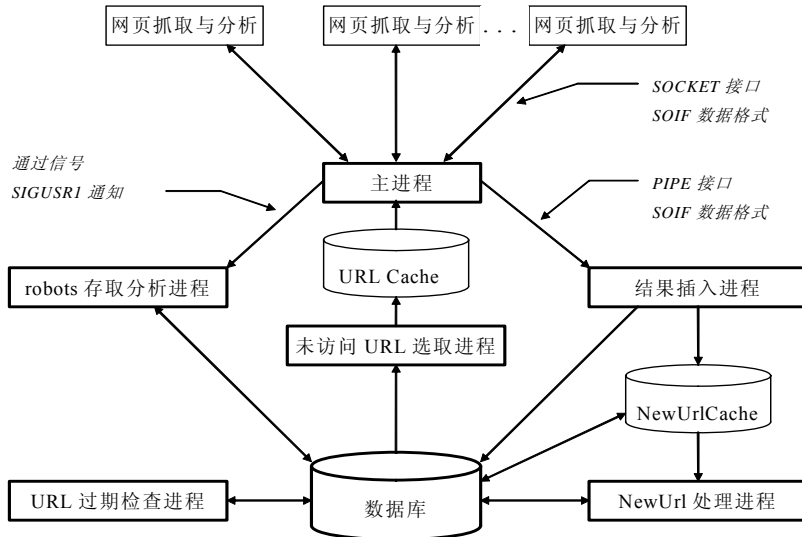 网页抓取与分析
网页抓取与分析
...
网页抓取与分析
SOCKET 接口
SOIF 数据格式
通过信号
SIGUSR1 通知
主进程
PIPE 接口
SOIF 数据格式
URL Cache
robots 存取分析进程
结果插入进程
未访问 URL 选取进程
NewUrlCache
URL 过期检查进程
数据库
NewUrl 处理进程